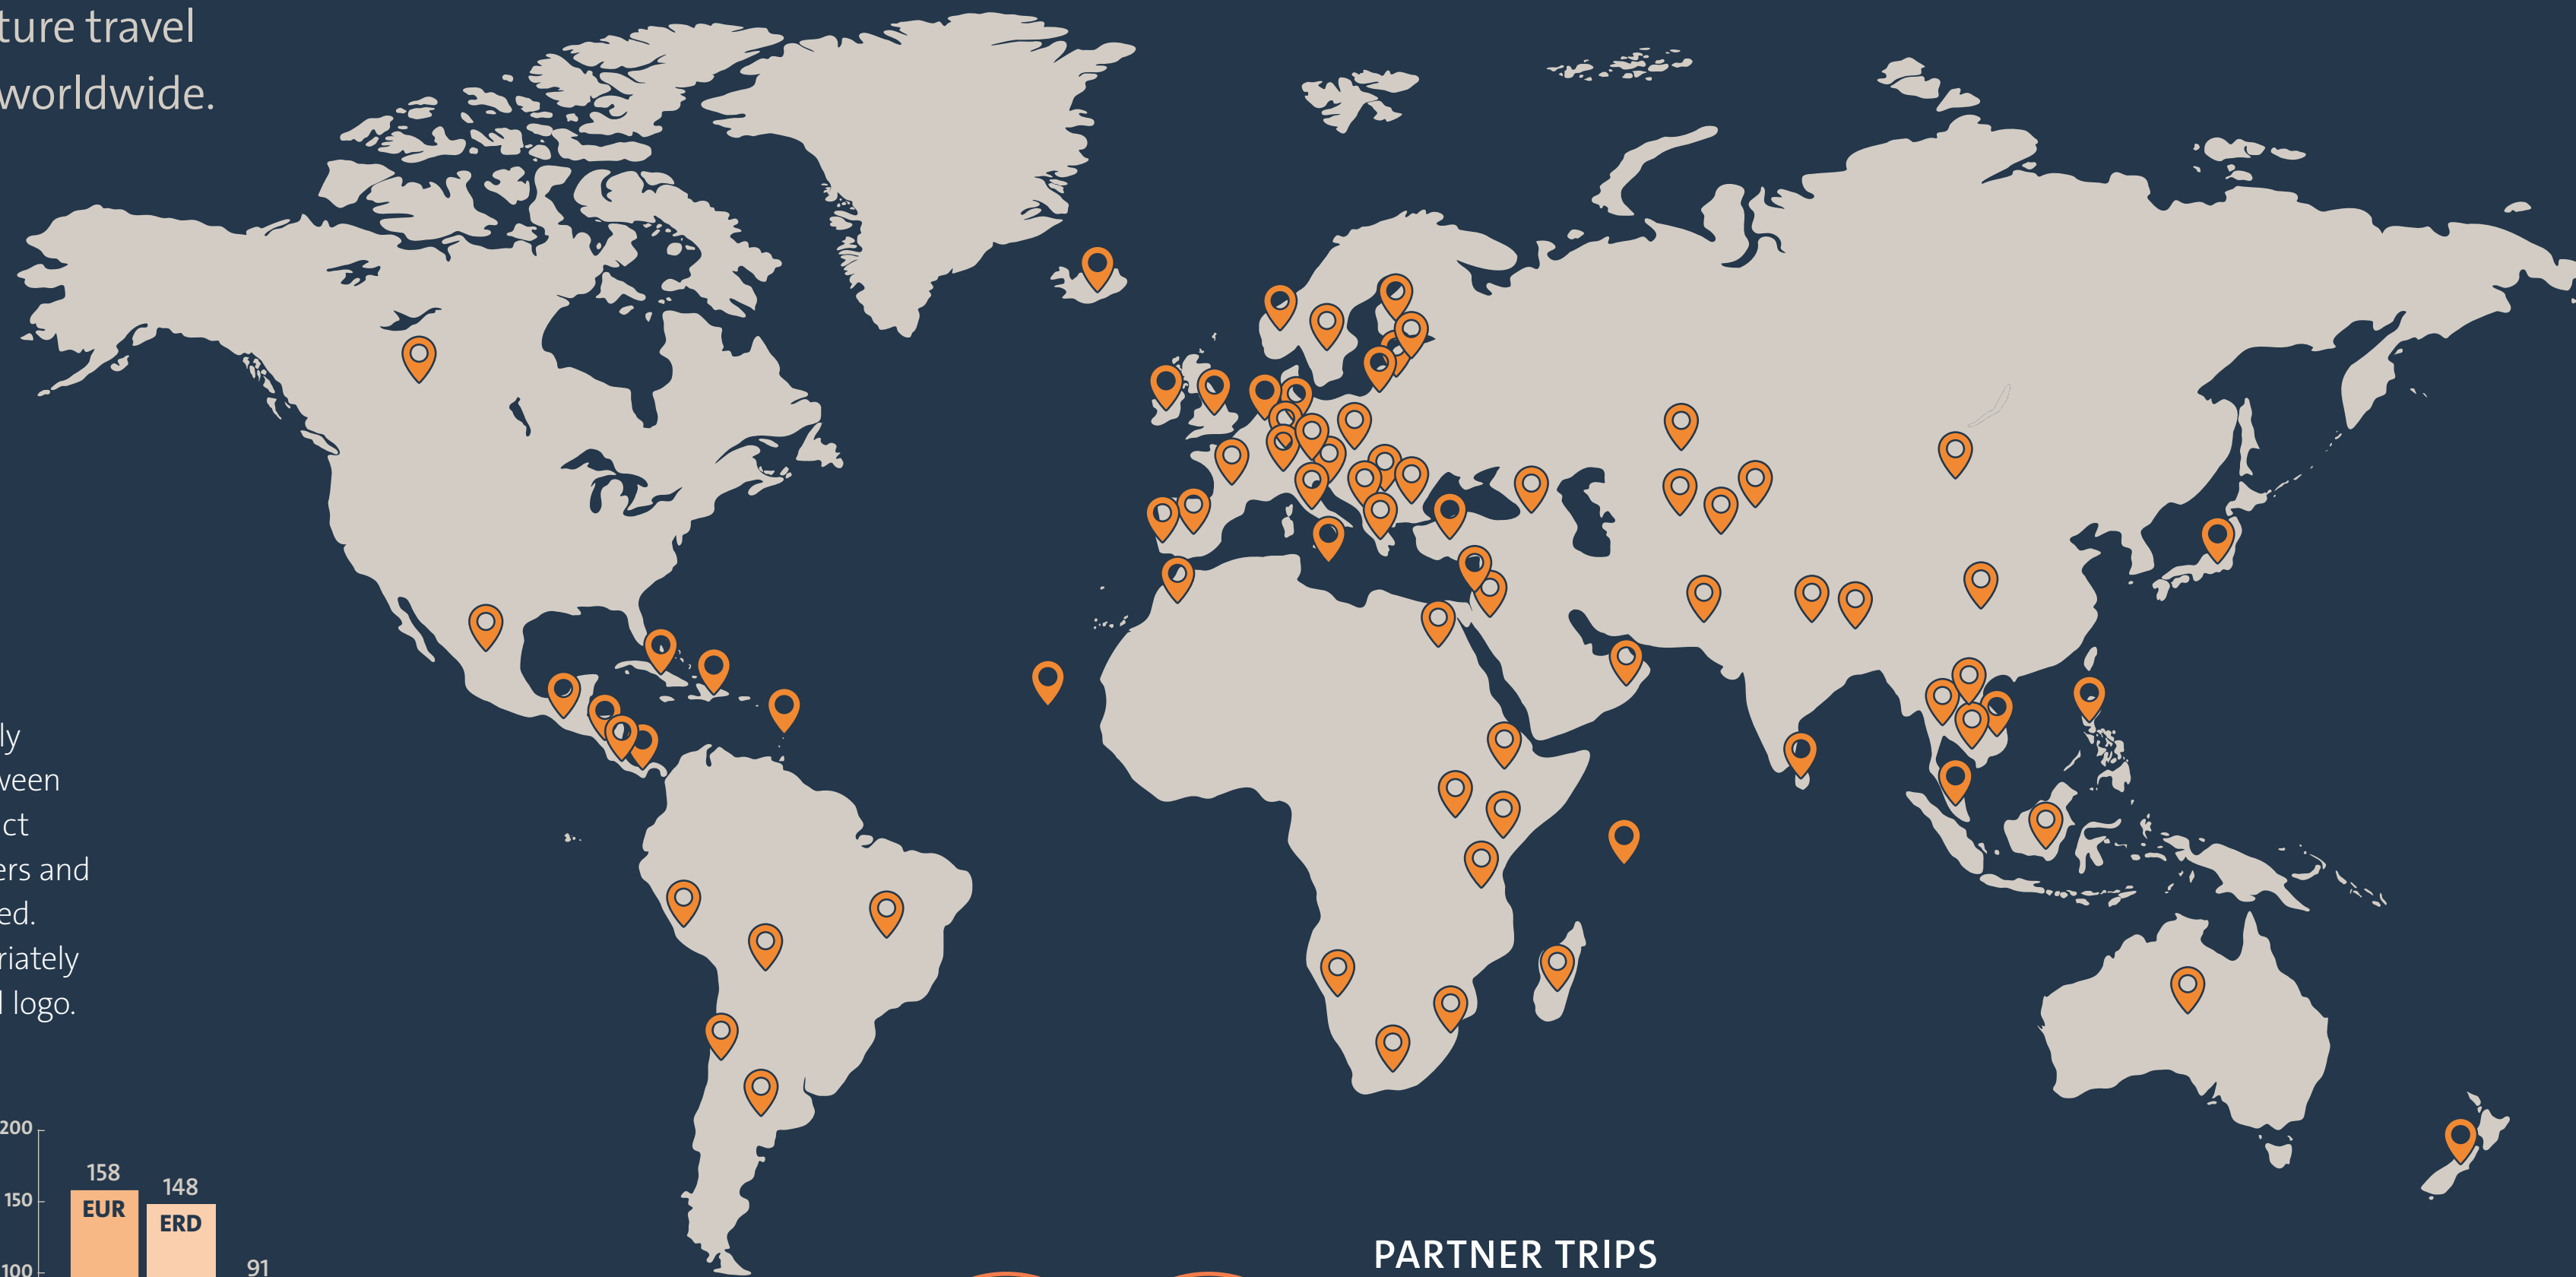 ture travel
worldwide.
ly
veen
ct
ers and
ed.
riately
l logo.
200
158
148
150
EUR
ERD
91
100
PARTNER TRIPS